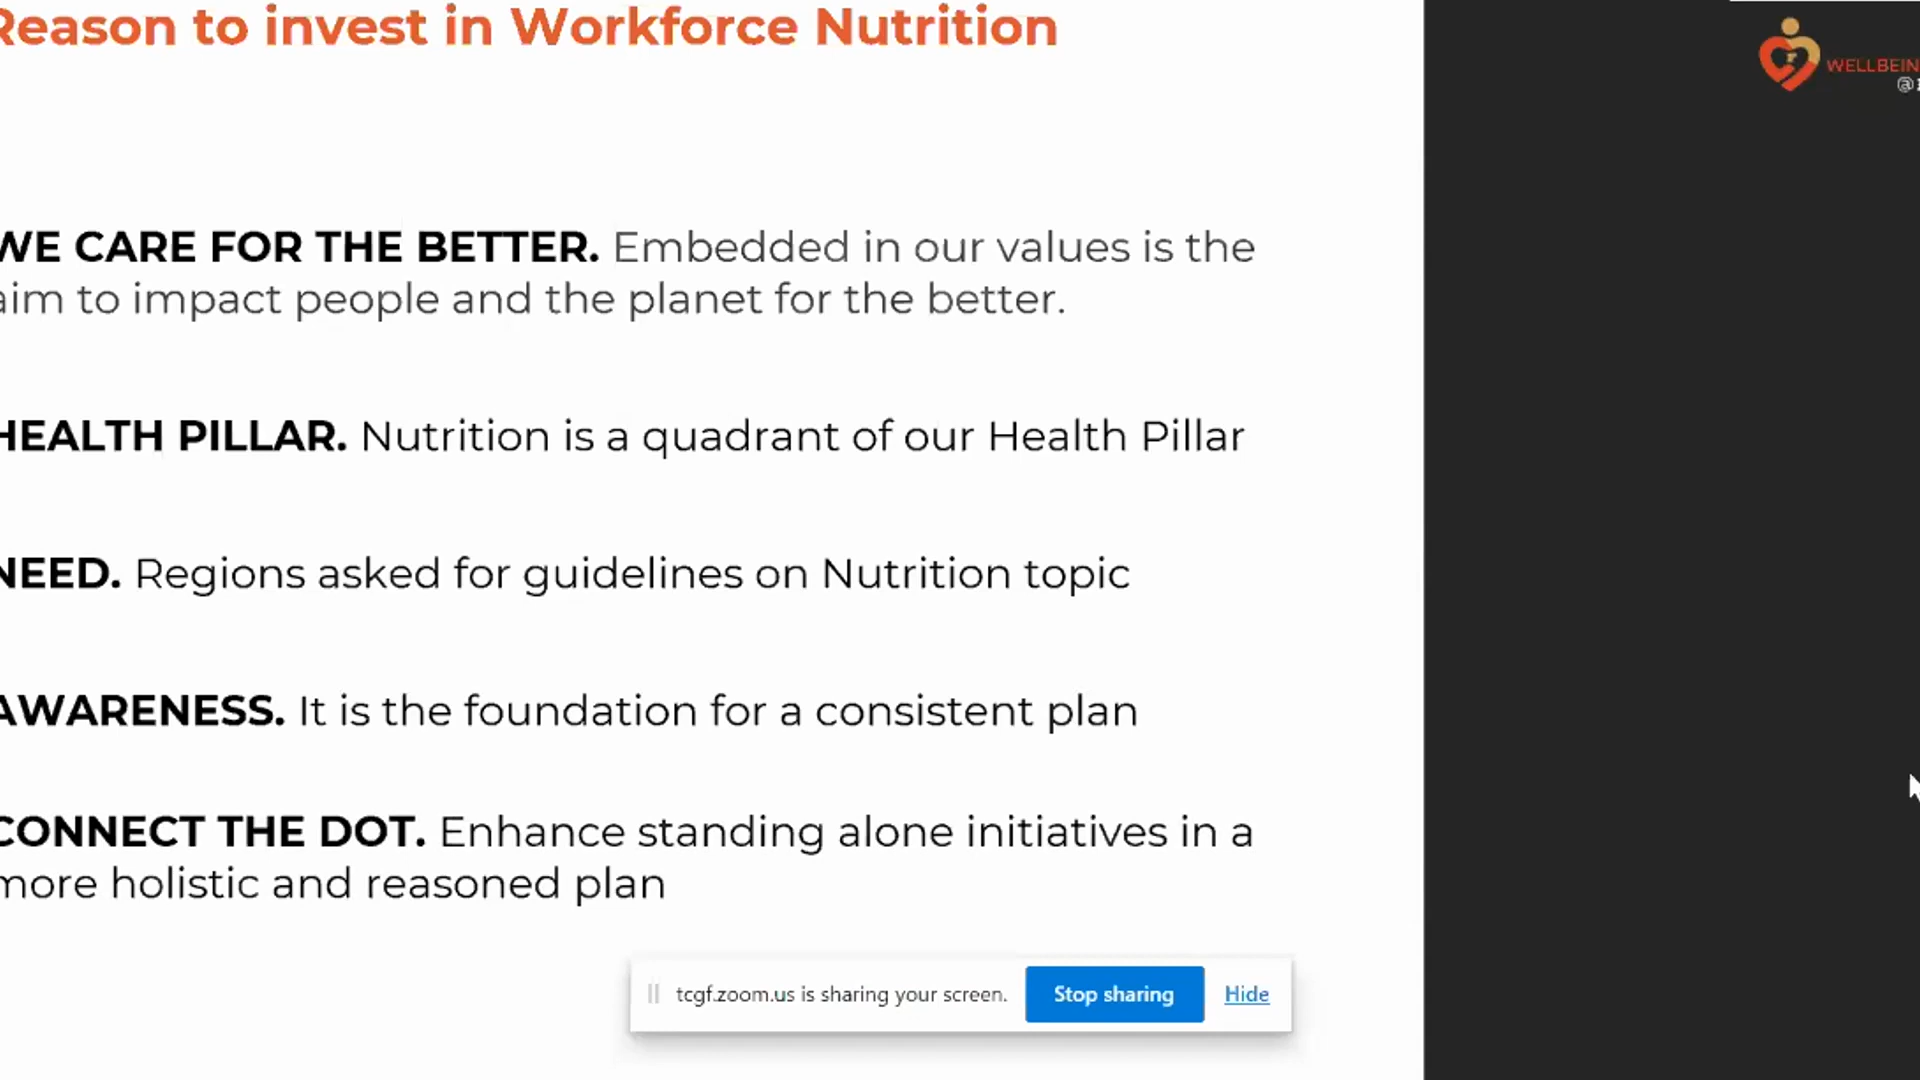 Reason to invest in Workforce Nutrition
WELLBEIN
@
WE CARE FOR THE BETTER. Embedded in our values is the
aim to impact people and the planet for the better.
HEALTH PILLAR. Nutrition is a quadrant of our Health Pillar
NEED. Regions asked for guidelines on Nutrition topic
AWARENESS. It is the foundation for a consistent plan
CONNECT THE DOT. Enhance standing alone initiatives in a
more holistic and reasoned plan
tcgf.zoom.us is sharing your screen. Stop sharing Hide